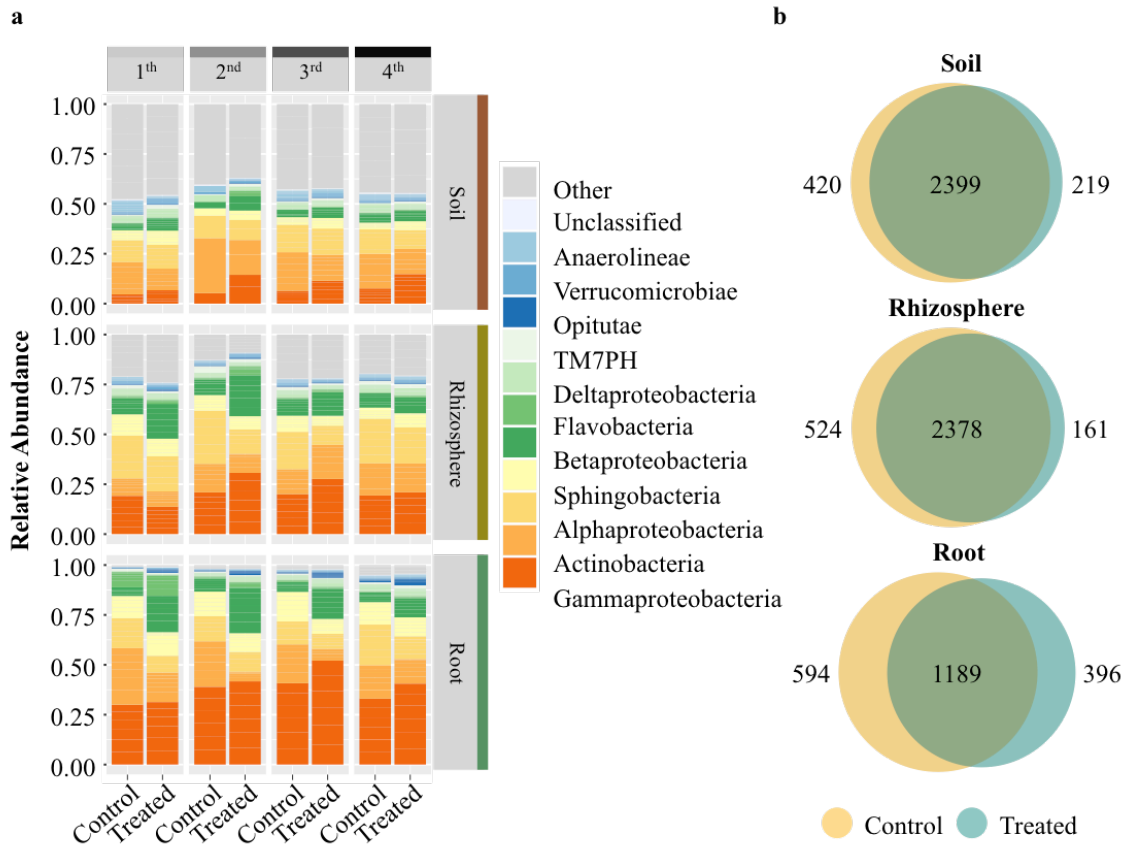 a
1th
2nd
3rd
4th
Relative Abundance
1.00
0.75
0.50
0.25
0.00
Soil
1.00
0.75
0.50
0.25
0.00
Rhizosphere
1.00
0.75
0.50
0.25
0.00
Root
Control
Treated
Control
Treated
Control
Treated
Control
Treated
Other
Unclassified
Anaerolineae
Verrucomicrobiae
Opitutae
TM7PH
Deltaproteobacteria
Flavobacteria
Betaproteobacteria
Sphingobacteria
Alphaproteobacteria
Actinobacteria
Gammaproteobacteria
b
Soil
420 2399 219
Rhizosphere
524 2378 161
Root
594 1189 396
Control Treated